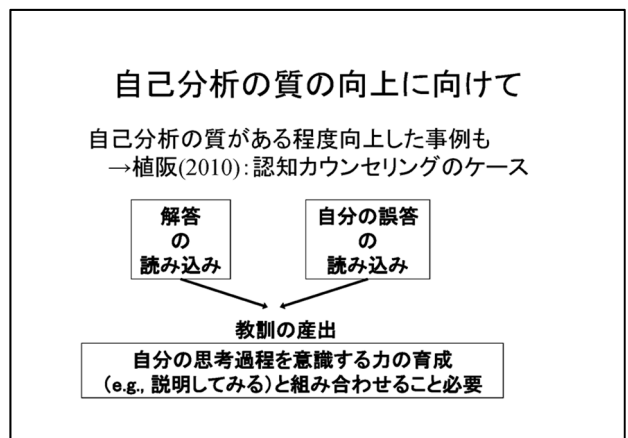 自己分析の質の向上に向けて
自己分析の質がある程度向上した事例も
→植阪(2010):認知カウンセリングのケース
解答
の
読み込み
自分の誤答
の
読み込み
教訓の産出
自分の思考過程を意識する力の育成
(e.g., 説明してみる)と組み合わせること必要